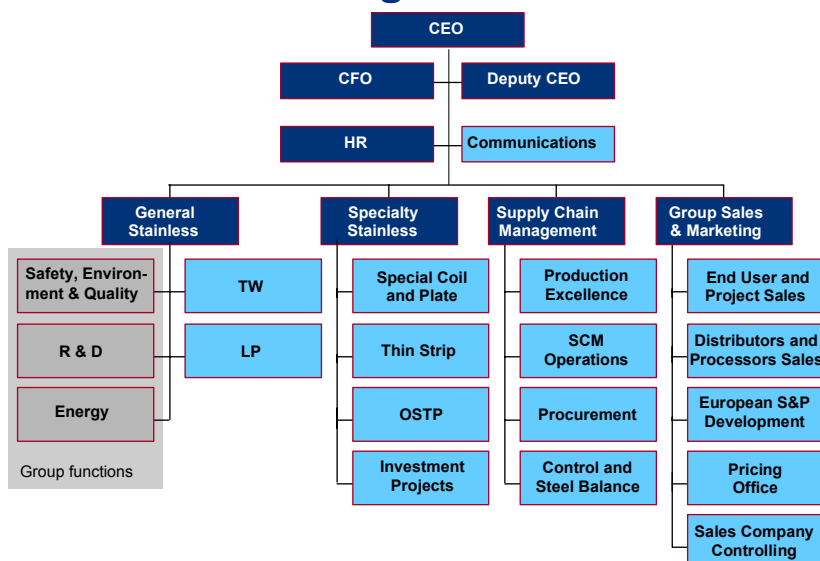 CEO
CFO
Deputy CEO
HR
Communications
General
Stainless
Specialty
Stainless
Supply Chain
Management
Group Sales
& Marketing
Safety, Environ-
ment & Quality
TW
R & D
LP
Energy
Group functions
Special Coil
and Plate
Thin Strip
OSTP
Investment
Projects
Production
Excellence
SCM
Operations
Procurement
Control and
Steel Balance
End User and
Project Sales
Distributors and
Processors Sales
European S&P
Development
Pricing
Office
Sales Company
Controlling